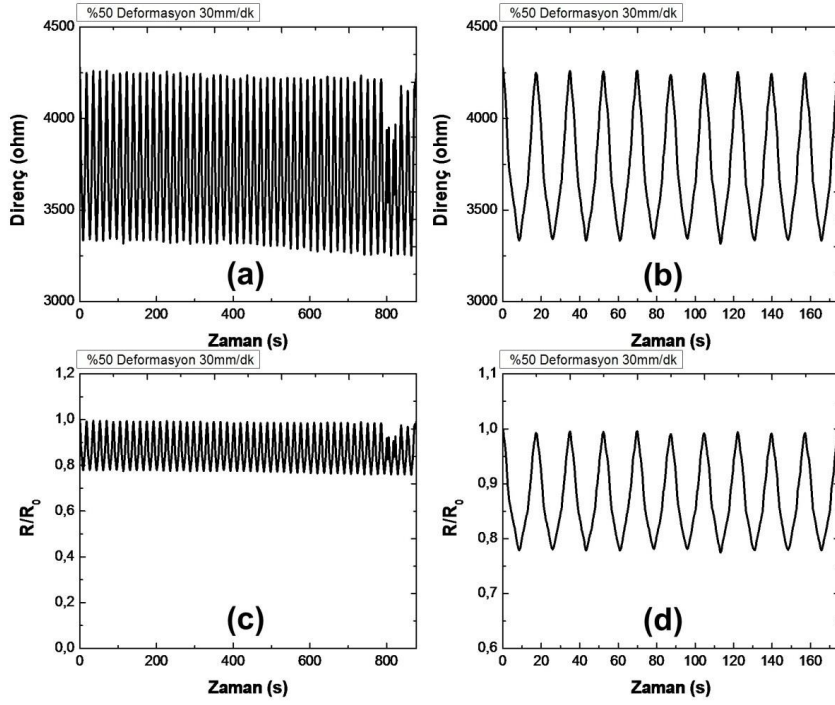 %50 Deformasyon 30mm/dk
4500
4000
3500
3000
Direnç (ohm)
0 200 400 600 800
Zaman (s)
(a)
%50 Deformasyon 30mm/dk
4500
4000
3500
3000
Direnç (ohm)
0 20 40 60 80 100 120 140 160
Zaman (s)
(b)
%50 Deformasyon 30mm/dk
1,2
1,0
0,8
0,6
0,4
0,2
0,0
R/R0
0 200 400 600 800
Zaman (s)
(c)
%50 Deformasyon 30mm/dk
1,1
1,0
0,9
0,8
0,7
0,6
R/R0
0 20 40 60 80 100 120 140 160
Zaman (s)
(d)